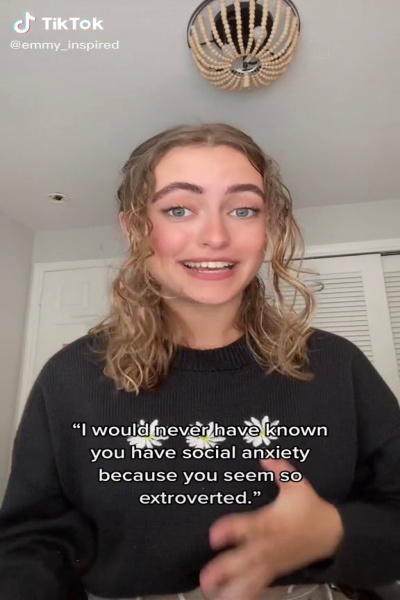 TikTok
@emmy_inspired
“I would never have known
you have social anxiety
because you seem so
extroverted.”